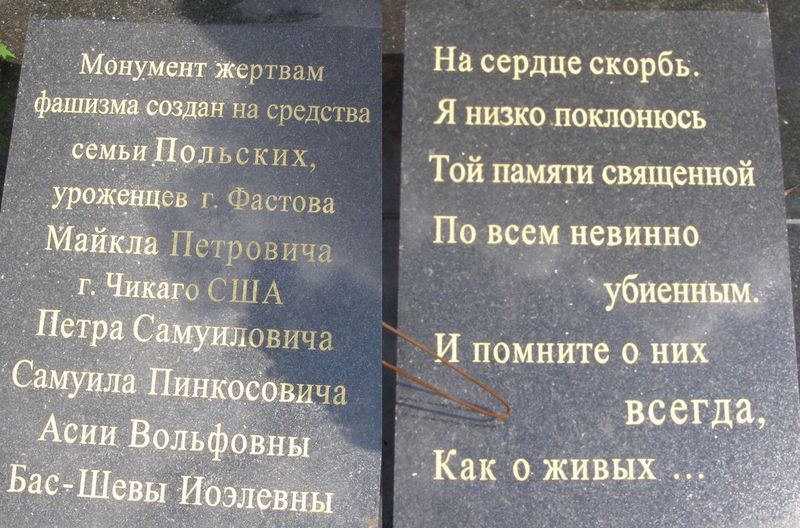 Монумент жертвам
фашизма создан на средства
семьи Польских,
уроженцев г. Фастова
Майкла Петровича
г. Чикаго США
Петра Самуиловича
Самуила Пинкосовича
Асии Вольфовны
Бас-Шевы Иоэлевны
На сердце скорбь.
Я низко поклонюсь
Той памяти священной
По всем невинно
убиенным.
И помните о них
всегда,
Как о живых ...